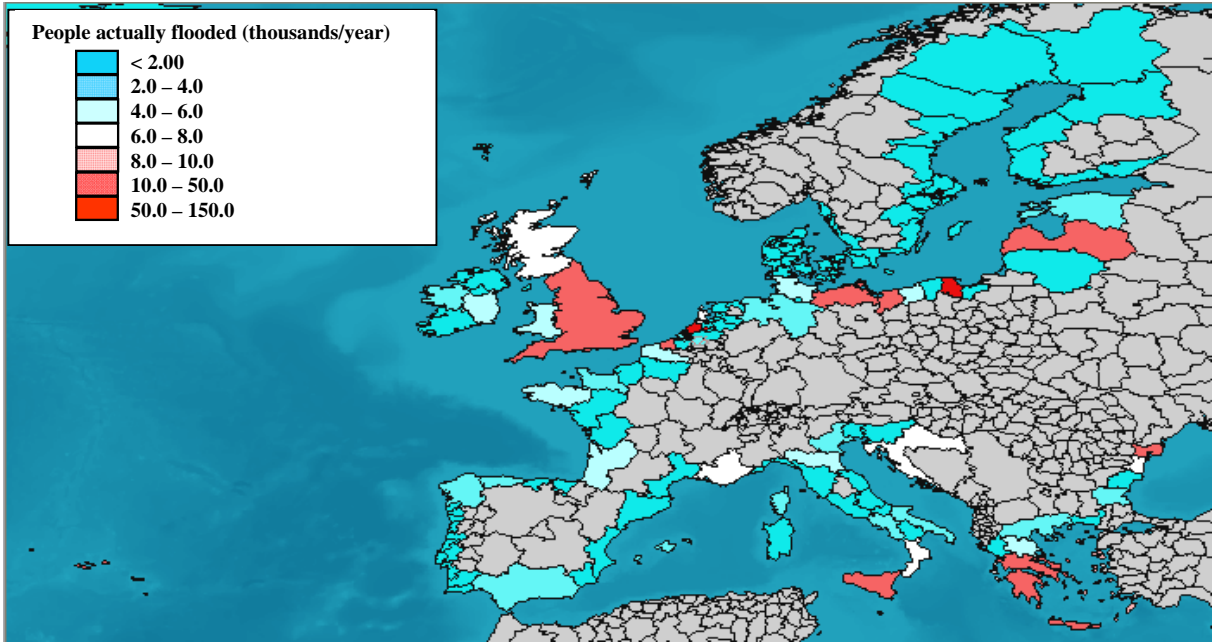 People actually flooded (thousands/year)
< 2.00
2.0 – 4.0
4.0 – 6.0
6.0 – 8.0
8.0 – 10.0
10.0 – 50.0
50.0 – 150.0